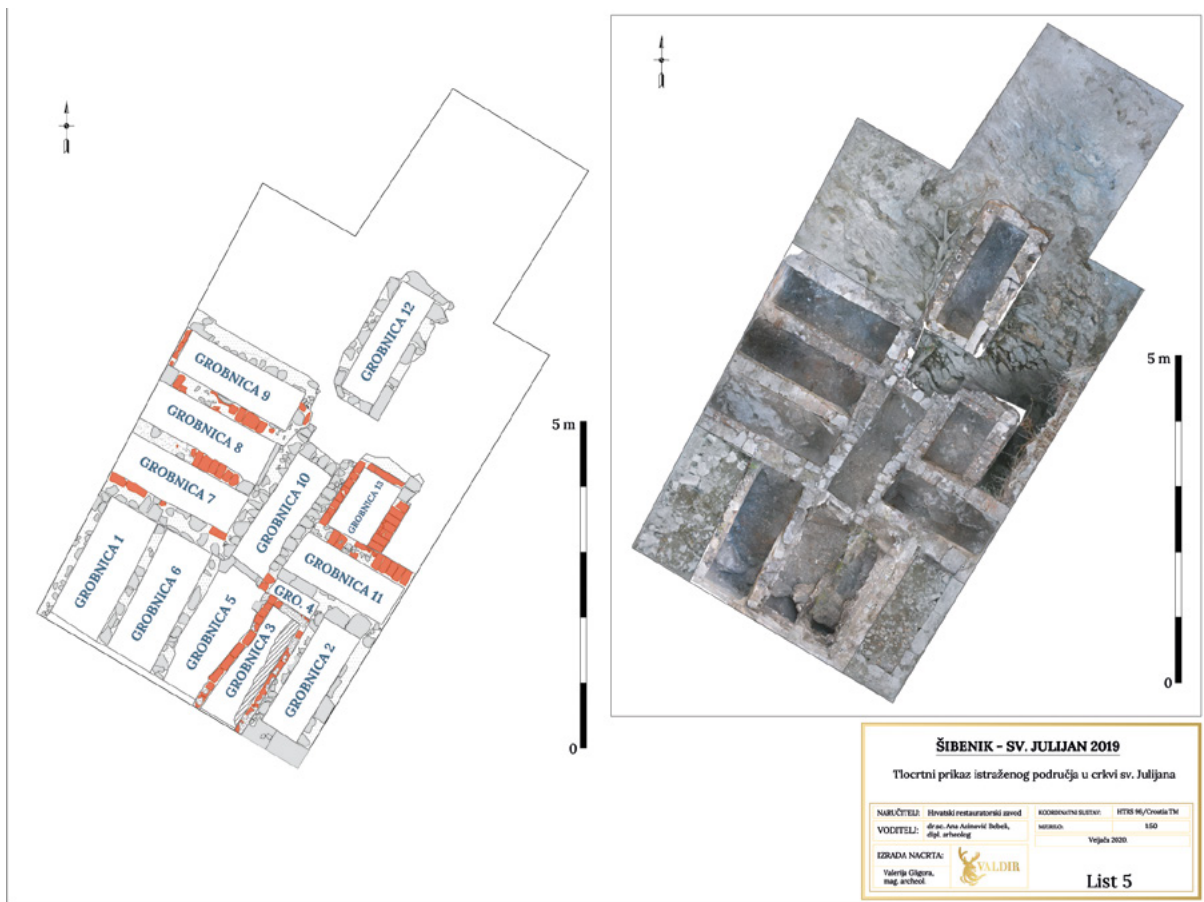 GROBNICA 12
GROBNICA 9
GROBNICA 8
GROBNICA 7
GROBNICA 10
GROBNICA 13
GROBNICA 11
GROBNICA 1
GROBNICA 6
GROBNICA 5
GRO. 4
GROBNICA 3
GROBNICA 2
5 m
0
5 m
0
ŠIBENIK - SV. JULIJAN 2019
Tlocrtni prikaz istraženog područja u crkvi sv. Julijana
NARUČITELJ: Hrvatski restauratorski zavod
VODITELJ: dr.sc. Ana Azinović Bebek,
dipl. arheolog
KOORDINATNI SUSTAV: HTRS 96/Croatia TM
MJERILO: 1:50
Veljača 2020.
IZRADA NACRTA:
Valerija Gligora,
mag. archeol.
VALDIR
List 5